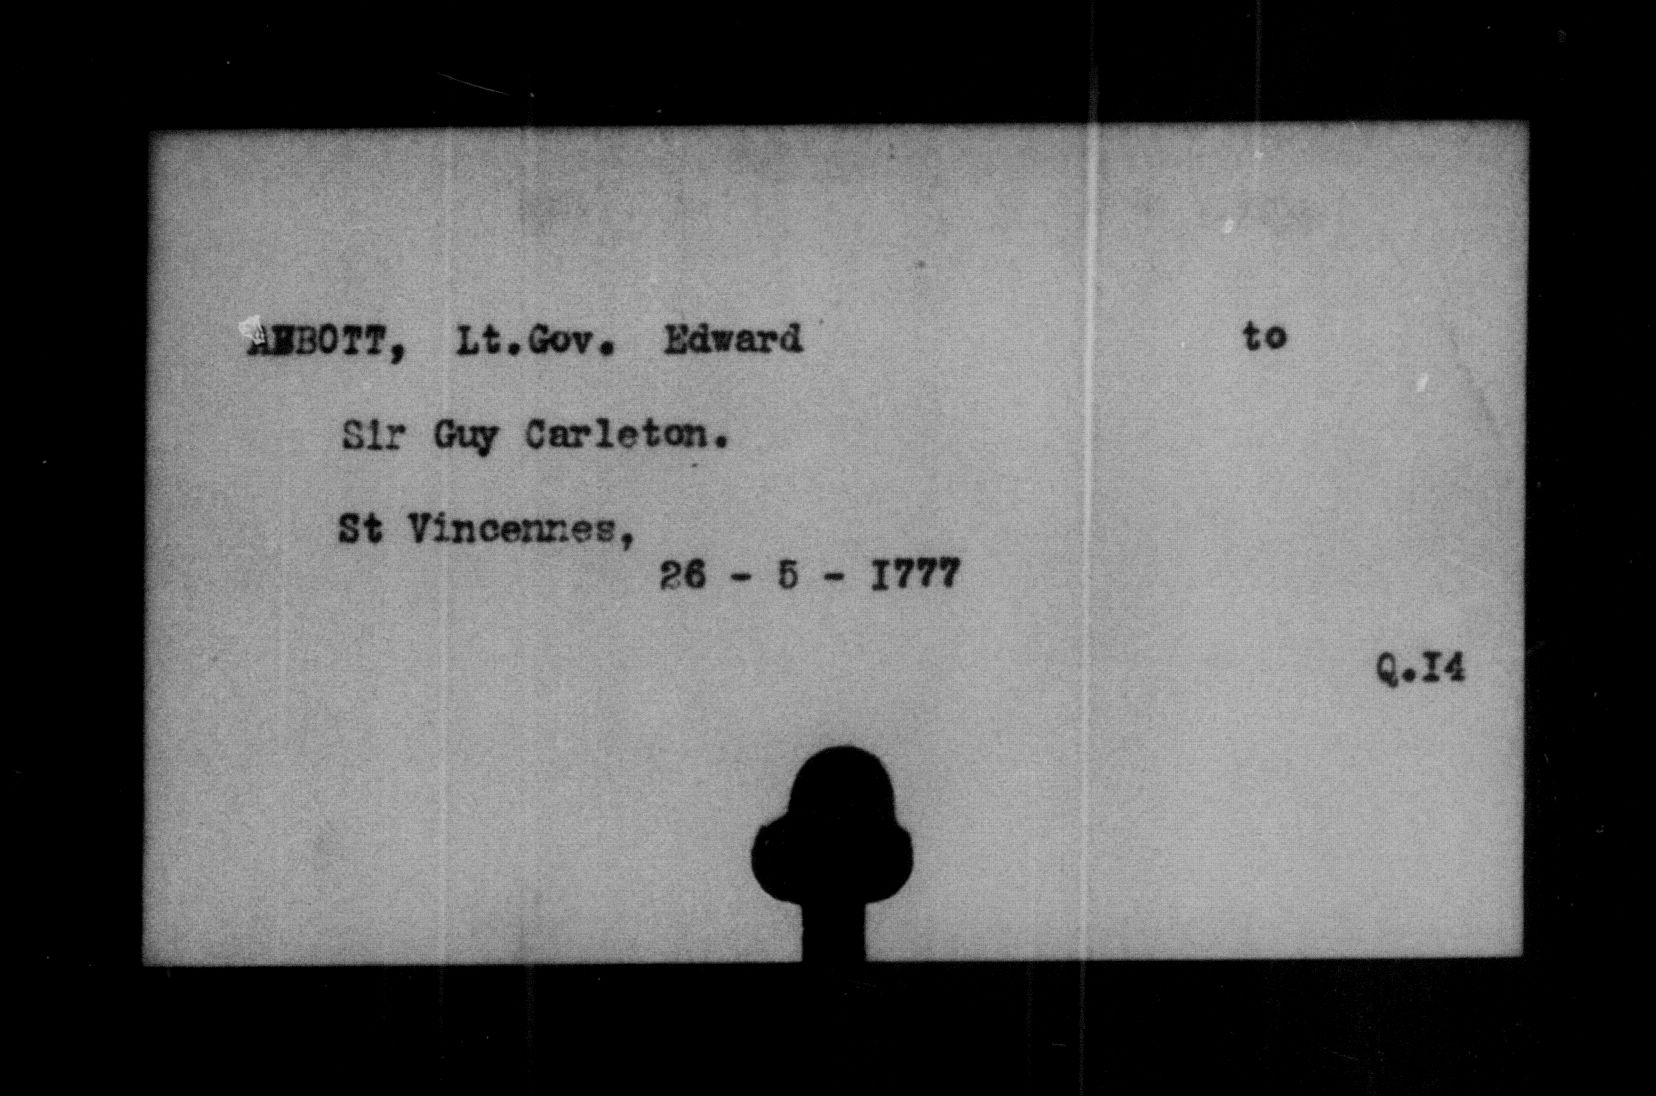 ABBOTT, Lt.Gov. Edward to
Sir Guy Carleton.
St Vincennes,
26 - 5 - I777
Q.I4